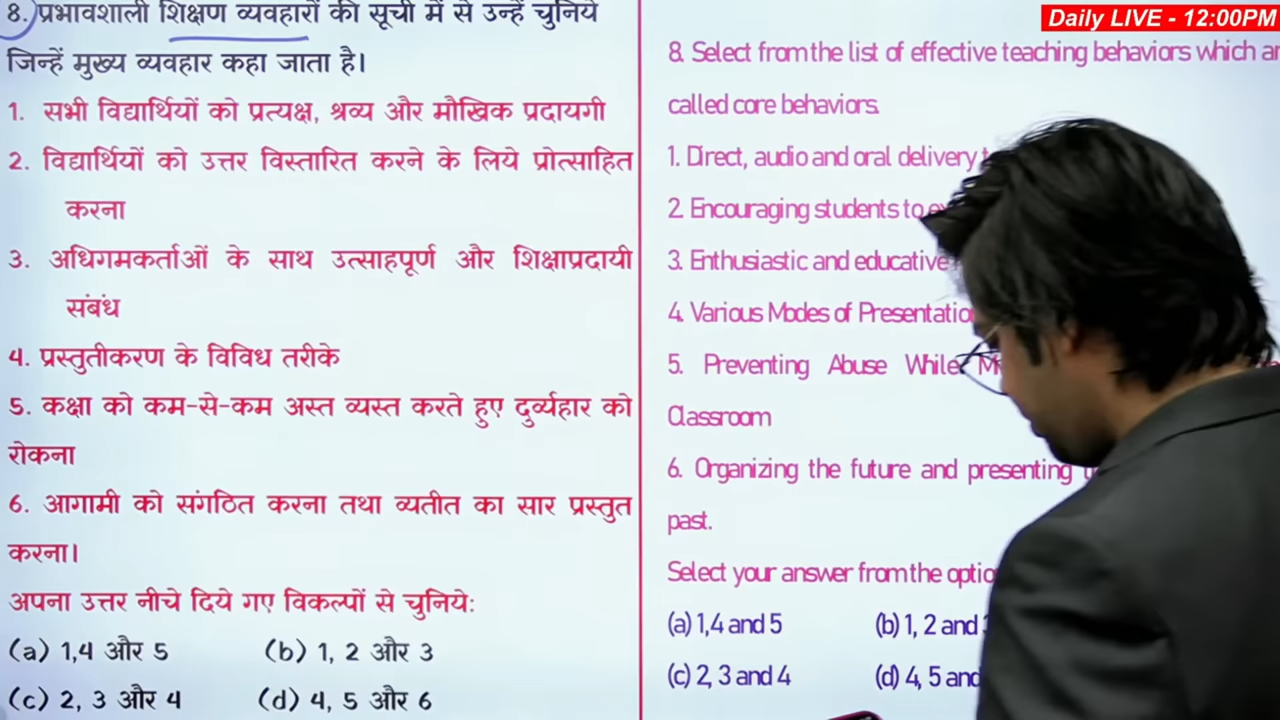 8. प्रभावशाली शिक्षण व्यवहारों की सूची में से उन्हें चुनिये
जिन्हें मुख्य व्यवहार कहा जाता है।
1. सभी विद्यार्थियों को प्रत्यक्ष, श्रव्य और मौखिक प्रदायगी
2. विद्यार्थियों को उत्तर विस्तारित करने के लिये प्रोत्साहित
करना
3. अधिगमकर्ताओं के साथ उत्साहपूर्ण और शिक्षाप्रदायी
संबंध
4. प्रस्तुतीकरण के विविध तरीके
5. कक्षा को कम-से-कम अस्त व्यस्त करते हुए दुर्व्यहार को
रोकना
6. आगामी को संगठित करना तथा व्यतीत का सार प्रस्तुत
करना।
अपना उत्तर नीचे दिये गए विकल्पों से चुनिये:
(a) 1,4 और 5 (b) 1, 2 और 3
(c) 2, 3 और 4 (d) 4, 5 और 6
Daily LIVE - 12:00PM
8. Select from the list of effective teaching behaviors which
called core behaviors.
1. Direct, audio and oral delivery
2. Encouraging students to
3. Enthusiastic and educative
4. Various Modes of
5. Preventing Abuse While
Classroom
6. Organizing the future and presenting
past.
Select your answer from the
(a) 1,4 and 5 (b) 1, 2 and
(c) 2, 3 and 4 (d) 4, 5